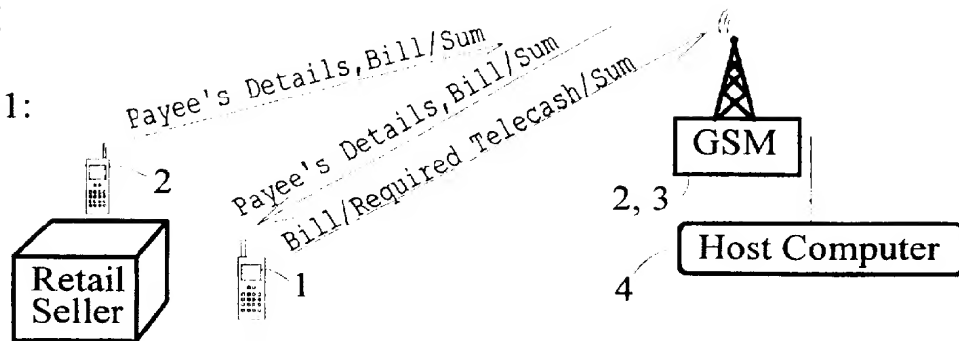 1:
Payee's Details,Bill/Sum
Payee's Details,Bill/Sum
Bill/Required Telecash/Sum
GSM
2
2, 3
Host Computer
4
1
Retail
Seller